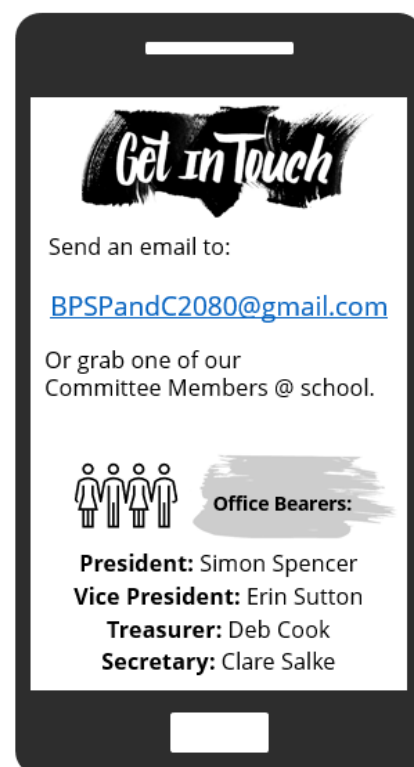 Get in Touch
Send an email to:
BPSPandC2080@gmail.com
Or grab one of our
Committee Members @ school.
Office Bearers:
President: Simon Spencer
Vice President: Erin Sutton
Treasurer: Deb Cook
Secretary: Clare Salke